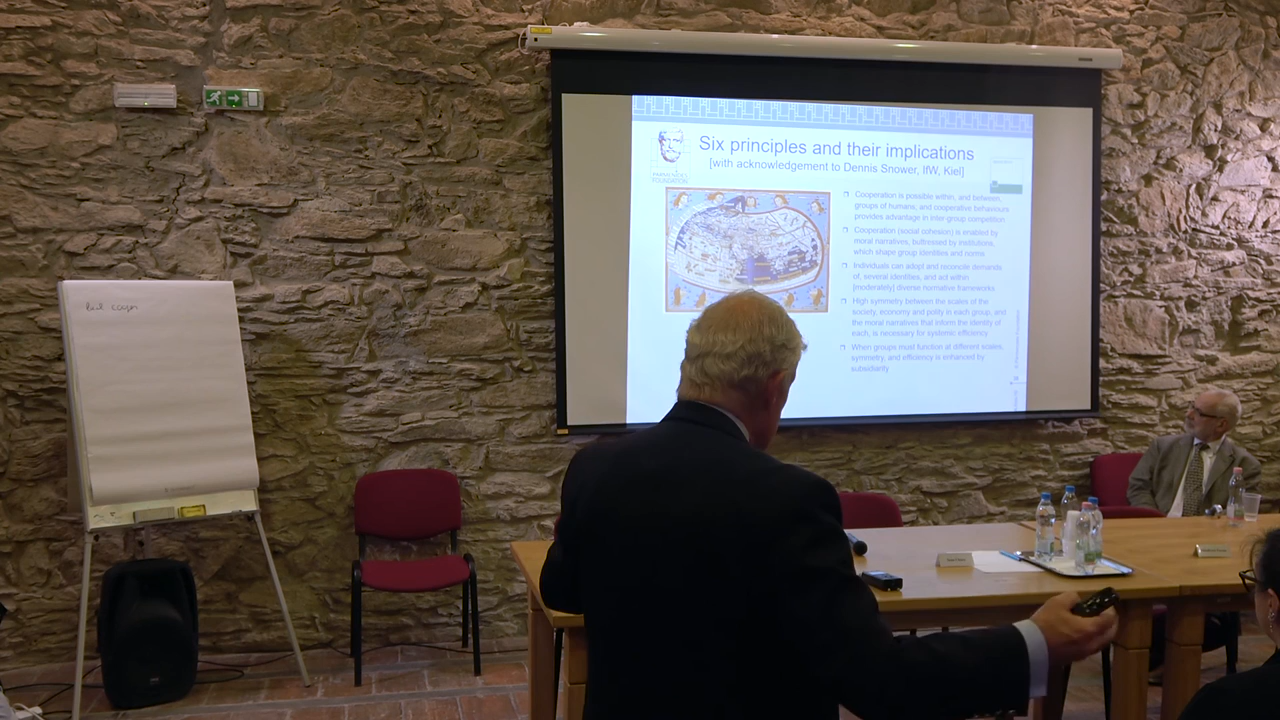 Six principles and their implications
[with acknowledgement to Dennis Snower, IfW, Kiel]
PARMENIDES
FOUNDATION
Cooperation is possible within, and between,
groups of humans, and cooperative behaviours
provides advantage in inter-group competition
Cooperation (social cohesion) is enabled by
moral narratives, buttressed by institutions,
which shape group identities and norms
Individuals can adopt and reconcile demands
of, several identities, and act within
[moderately] diverse normative frameworks
High symmetry between the scales of the
society, economy and polity in each group, and
the moral narratives that inform the identity of
each, is necessary for systemic efficiency
When groups must function at different scales,
symmetry, and efficiency is enhanced by
subsidiarity